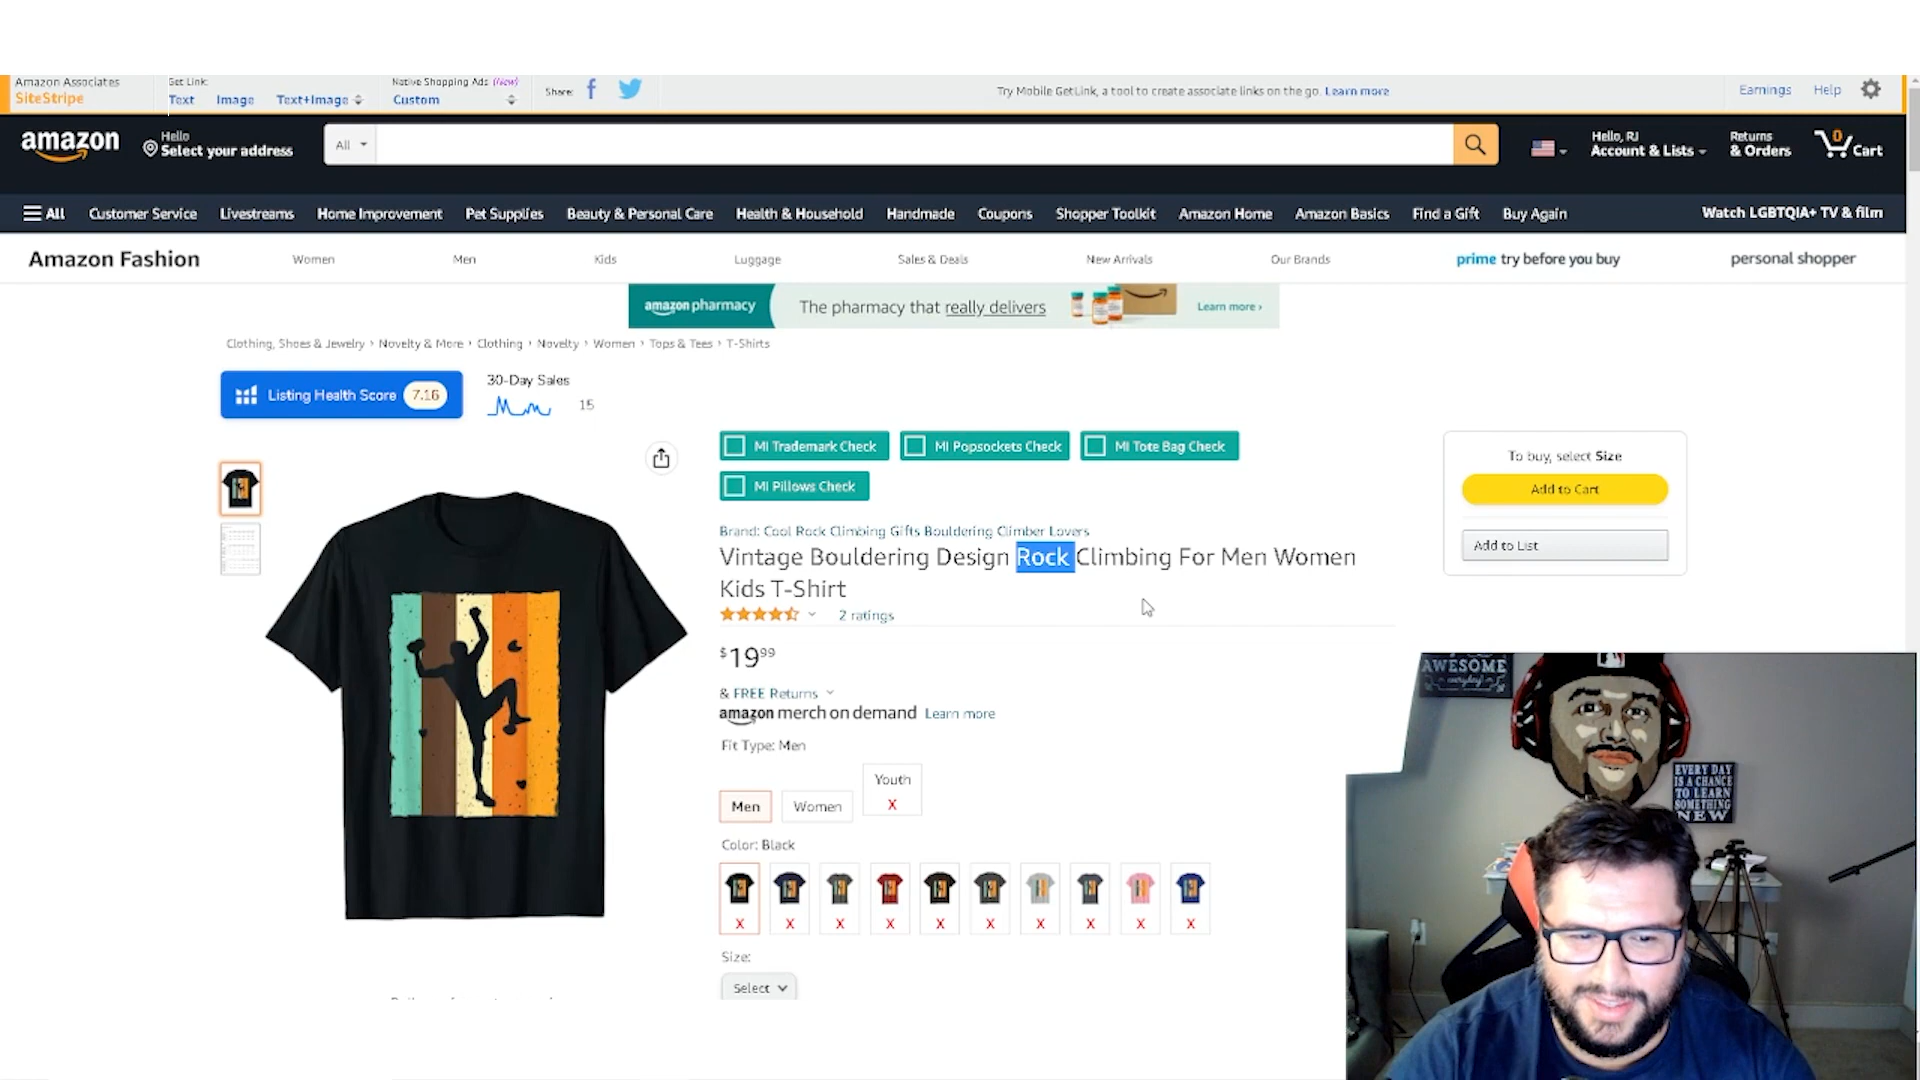 Amazon Associates
SiteStripe
Get Link:
Text Image Text+Image
Native Shopping Ads (New)
Custom
Share:
Try Mobile GetLink, a tool to create associate links on the go. Learn more
Earnings Help
amazon
Hello
Select your address
All
Hello, RJ
Account & Lists
Returns
& Orders
0
Cart
All Customer Service Livestreams Home Improvement Pet Supplies Beauty & Personal Care Health & Household Handmade Coupons Shopper Toolkit Amazon Home Amazon Basics Find a Gift Buy Again Watch LGBTQIA+ TV & film
Amazon Fashion Women Men Kids Luggage Sales & Deals New Arrivals Our Brands prime try before you buy personal shopper
amazon pharmacy The pharmacy that really delivers Learn more ›
Clothing, Shoes & Jewelry › Novelty & More › Clothing › Novelty › Women › Tops & Tees › T-Shirts
Listing Health Score 7.16
30-Day Sales
15
MI Trademark Check MI Popsockets Check MI Tote Bag Check
MI Pillows Check
Brand: Cool Rock Climbing Gifts Bouldering Climber Lovers
Vintage Bouldering Design Rock Climbing For Men Women
Kids T-Shirt
2 ratings
$19 99
& FREE Returns
amazon merch on demand Learn more
Fit Type: Men
Men Women Youth
X
Color: Black
X X X X X X X X X X
Size:
Select
To buy, select Size
Add to Cart
Add to List
AWESOME
everyday
EVERY DAY
IS A CHANCE
TO LEARN
SOMETHING
NEW